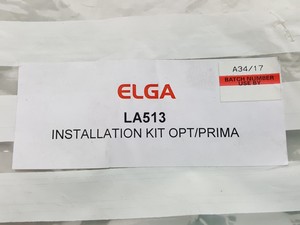 ELGA
LA513
INSTALLATION KIT OPT/PRIMA
A34/17
BATCH NUMBER
USE BY